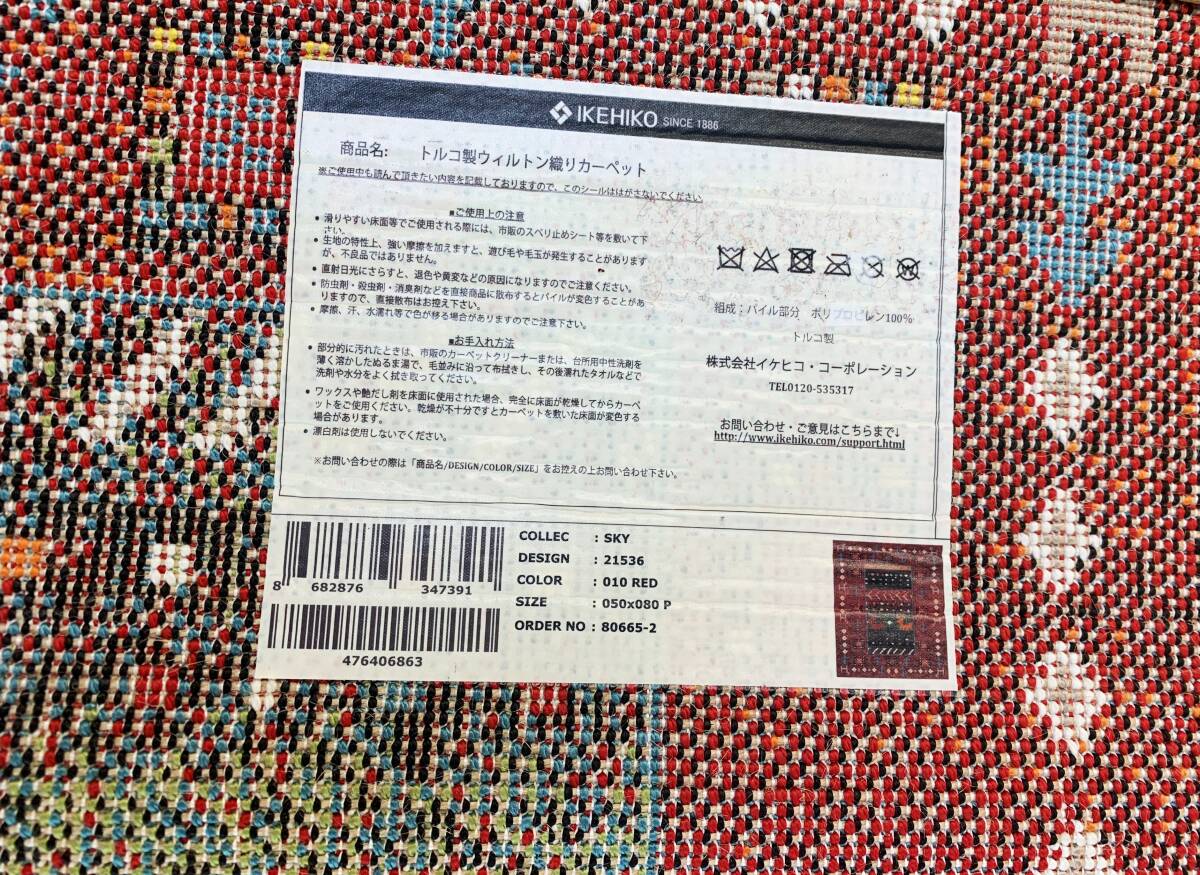 IKEHIKO SINCE 1886
商品名: トルコ製ウィルトン織りカーペット
※ご使用中も読んで頂きたい内容を記載しておりますので、このシールははがさないでください
■ご使用上の注意
• 滑りやすい床面等でご使用される際には、市販のスベリ止めシート等を敷いて下
さい。
• 生地の特性上、強い摩擦を加えますと、遊び毛や毛玉が発生することがあります
が、不良品ではありません。
• 直射日光にさらすと、退色や黄変などの原因になりますのでご注意ください。
• 防虫剤・殺虫剤・消臭剤などを直接商品に散布するとパイルが変色することがあ
りますので、直接散布はお控え下さい。
• 摩擦、汗、水濡れ等で色が移る場合がありますのでご注意下さい。
■お手入れ方法
• 部分的に汚れたときは、市販のカーペットクリーナーまたは、台所用中性洗剤を
薄く溶かしたぬるま湯で、毛並みに沿って布拭きし、その後濡れたタオルなどで
洗剤や水分をよく拭き取ってください。
• ワックスや艶だし剤を床面に使用された場合、完全に床面が乾燥してからカーペ
ットをご使用ください。乾燥が不十分ですとカーペットを敷いた床面が変色する
場合があります。
• 漂白剤は使用しないでください。
※お問い合わせの際は「商品名/DESIGN/COLOR/SIZE」をお控えの上お問い合わせ下さい。
組成：パイル部分 ポリプロピレン100%
トルコ製
株式会社イケヒコ・コーポレーション
TEL0120-535317
お問い合わせ・ご意見はこちらまで↓
http://www.ikehiko.com/support.html
8 682876 347391
476406863
COLLEC : SKY
DESIGN : 21536
COLOR : 010 RED
SIZE : 050x080 P
ORDER NO : 80665-2